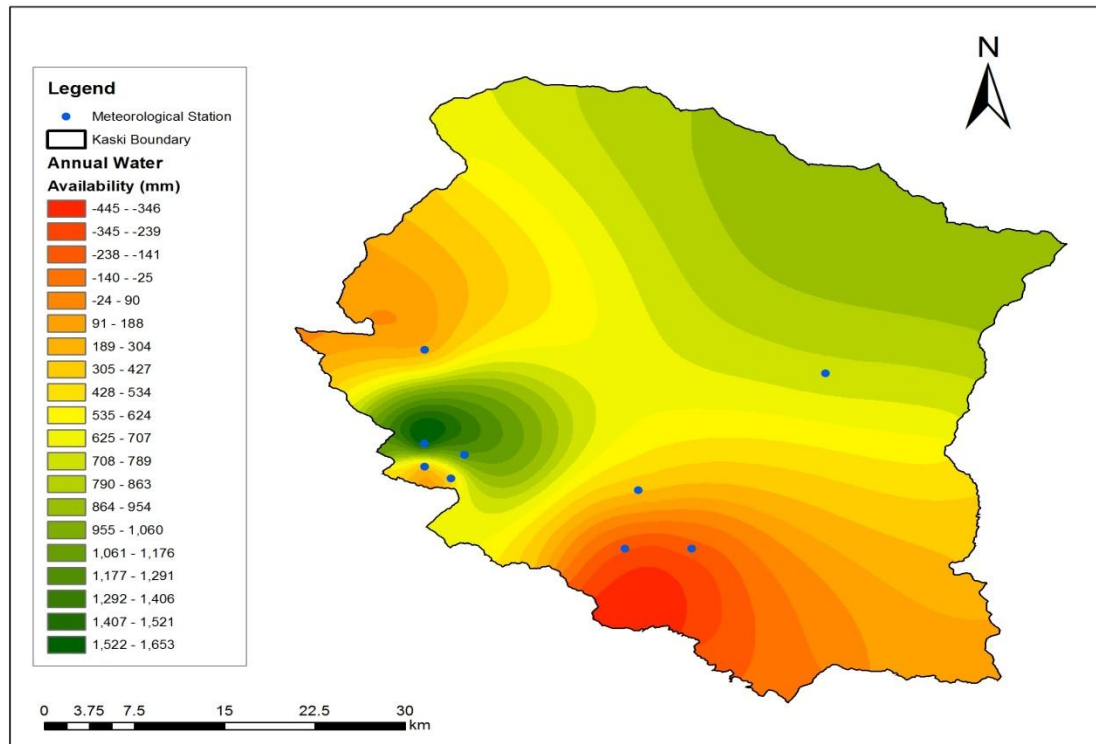 N
Legend
Meteorological Station
Kaski Boundary
Annual Water
Availability (mm)
-445 - -346
-345 - -239
-238 - -141
-140 - -25
-24 - 90
91 - 188
189 - 304
305 - 427
428 - 534
535 - 624
625 - 707
708 - 789
790 - 863
864 - 954
955 - 1,060
1,061 - 1,176
1,177 - 1,291
1,292 - 1,406
1,407 - 1,521
1,522 - 1,653
0 3.75 7.5 15 22.5 30
km